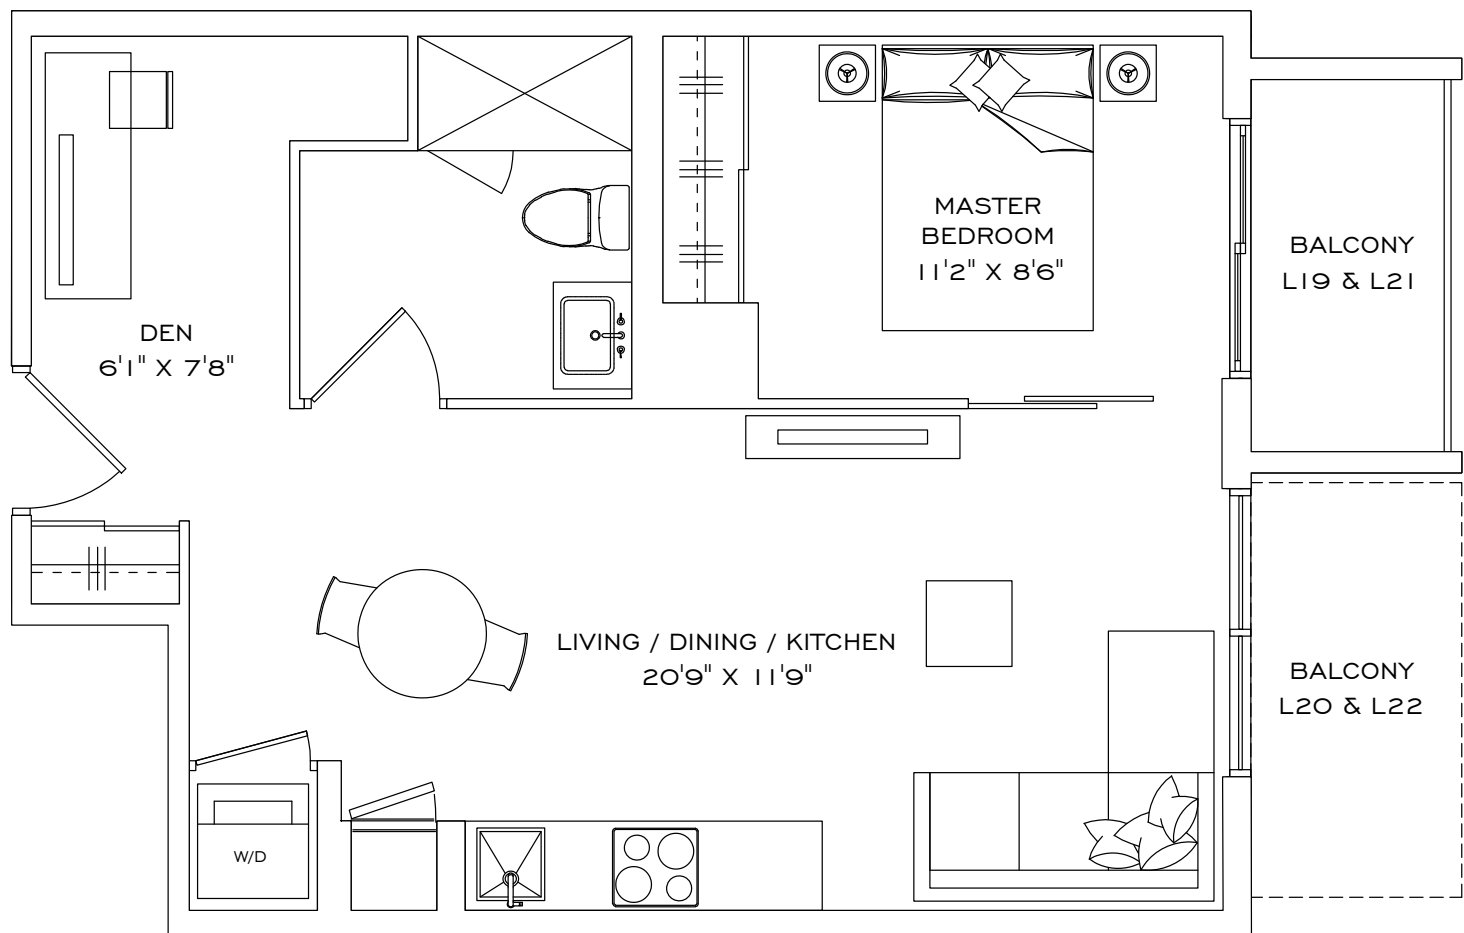 MASTER
BEDROOM
11'2" X 8'6"
BALCONY
L19 & L21
DEN
6'1" X 7'8"
LIVING / DINING / KITCHEN
20'9" X 11'9"
BALCONY
L20 & L22
W/D